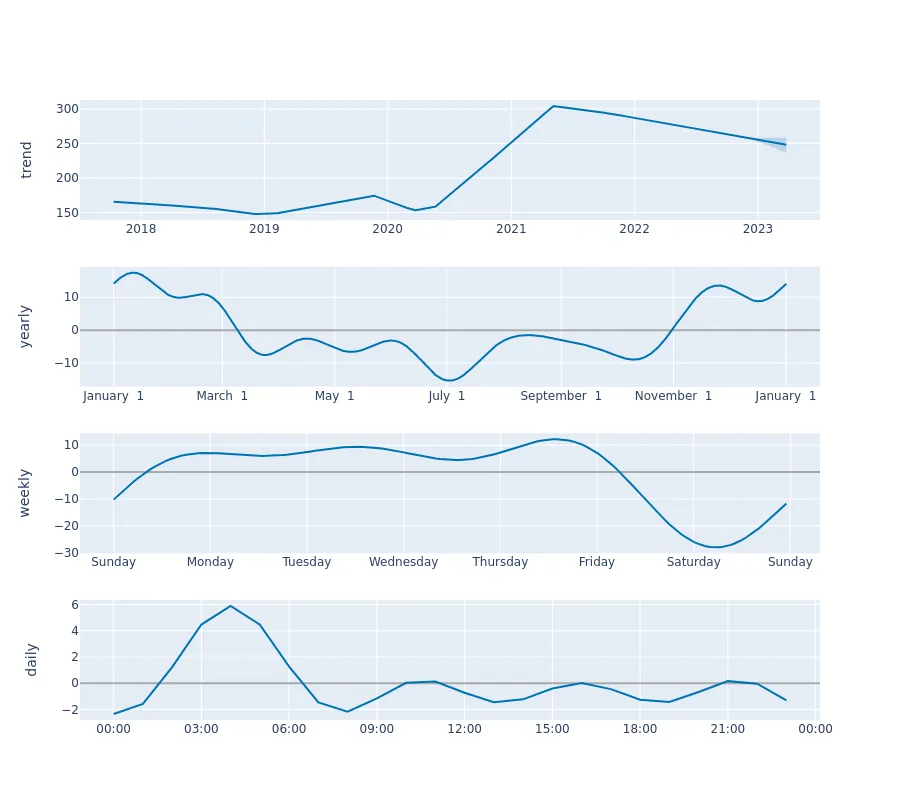 300
250
200
150
trend
2018 2019 2020 2021 2022 2023
10
0
−10
yearly
January 1 March 1 May 1 July 1 September 1 November 1 January 1
10
0
−10
−20
−30
weekly
Sunday Monday Tuesday Wednesday Thursday Friday Saturday Sunday
6
4
2
0
−2
daily
00:00 03:00 06:00 09:00 12:00 15:00 18:00 21:00 00:00